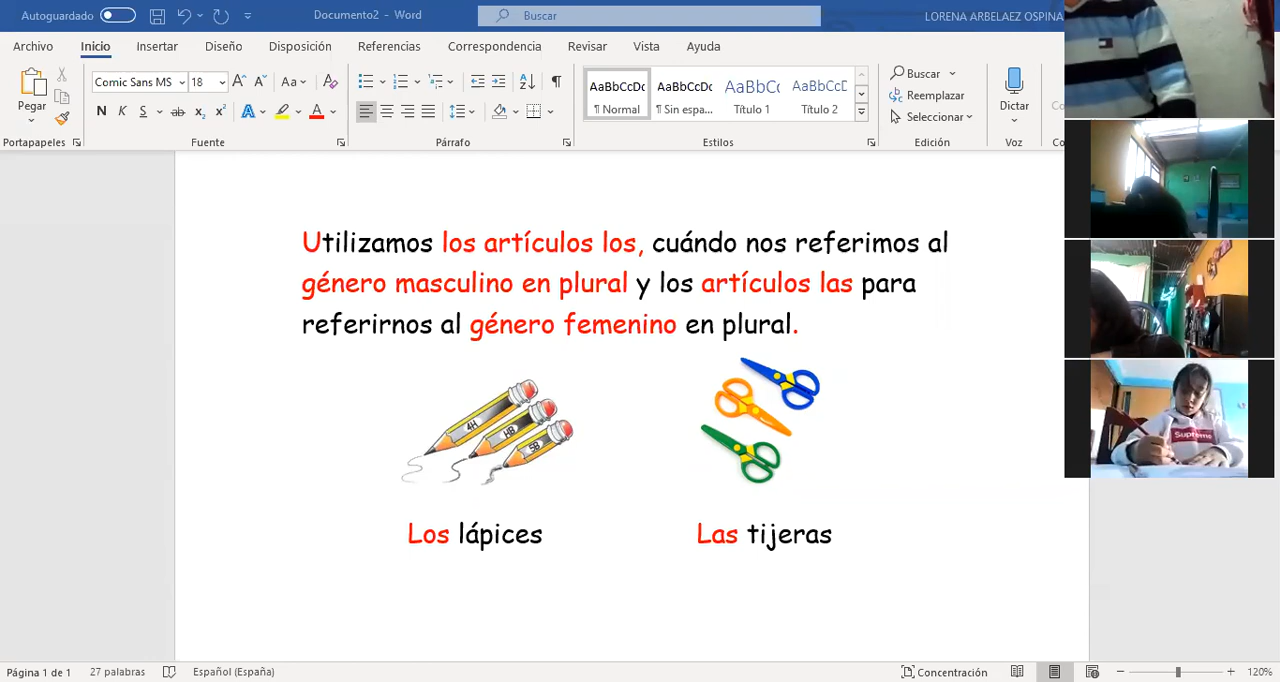 Autoguardado
Documento2 - Word
Buscar
LORENA ARBELAEZ OSPINA
Archivo Inicio Insertar Diseño Disposición Referencias Correspondencia Revisar Vista Ayuda
Pegar
Comic Sans MS 18
N K S ab x₂ x²
AaBbCcDc AaBbCcDc AaBbCc AaBbCcD
¶ Normal ¶ Sin espa... Título 1 Título 2
Buscar
Reemplazar
Seleccionar
Dictar
Portapapeles Fuente Párrafo Estilos Edición Voz
Utilizamos los artículos los, cuándo nos referimos al
género masculino en plural y los artículos las para
referirnos al género femenino en plural.
4H
HB
5B
Los lápices Las tijeras
Supreme
Página 1 de 1 27 palabras Español (España) Concentración 120%